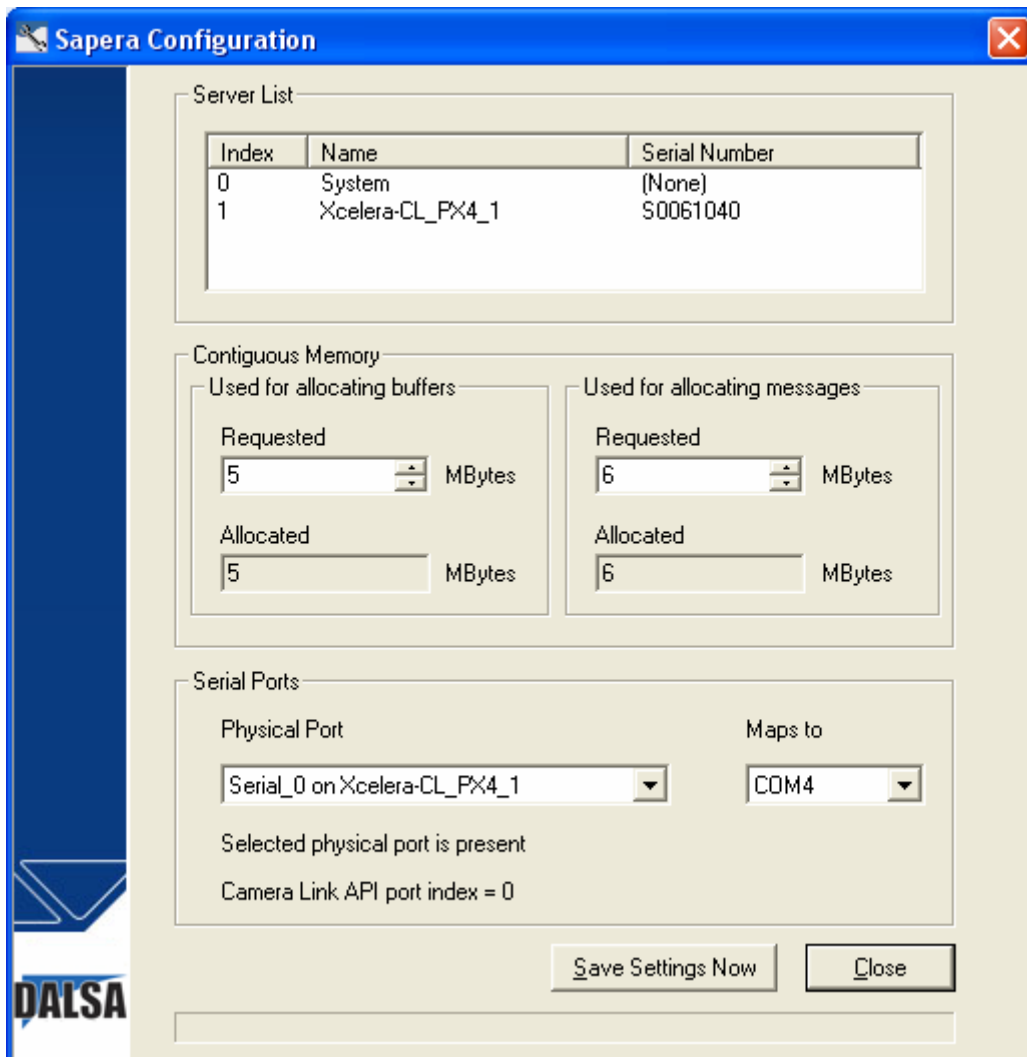 Sapera Configuration
Server List
Index Name Serial Number
0 System (None)
1 Xcelera-CL_PX4_1 S0061040
Contiguous Memory
Used for allocating buffers Used for allocating messages
Requested Requested
5 MBytes 6 MBytes
Allocated Allocated
5 MBytes 6 MBytes
Serial Ports
Physical Port Maps to
Serial_0 on Xcelera-CL_PX4_1 COM4
Selected physical port is present
Camera Link API port index = 0
Save Settings Now Close
DALSA